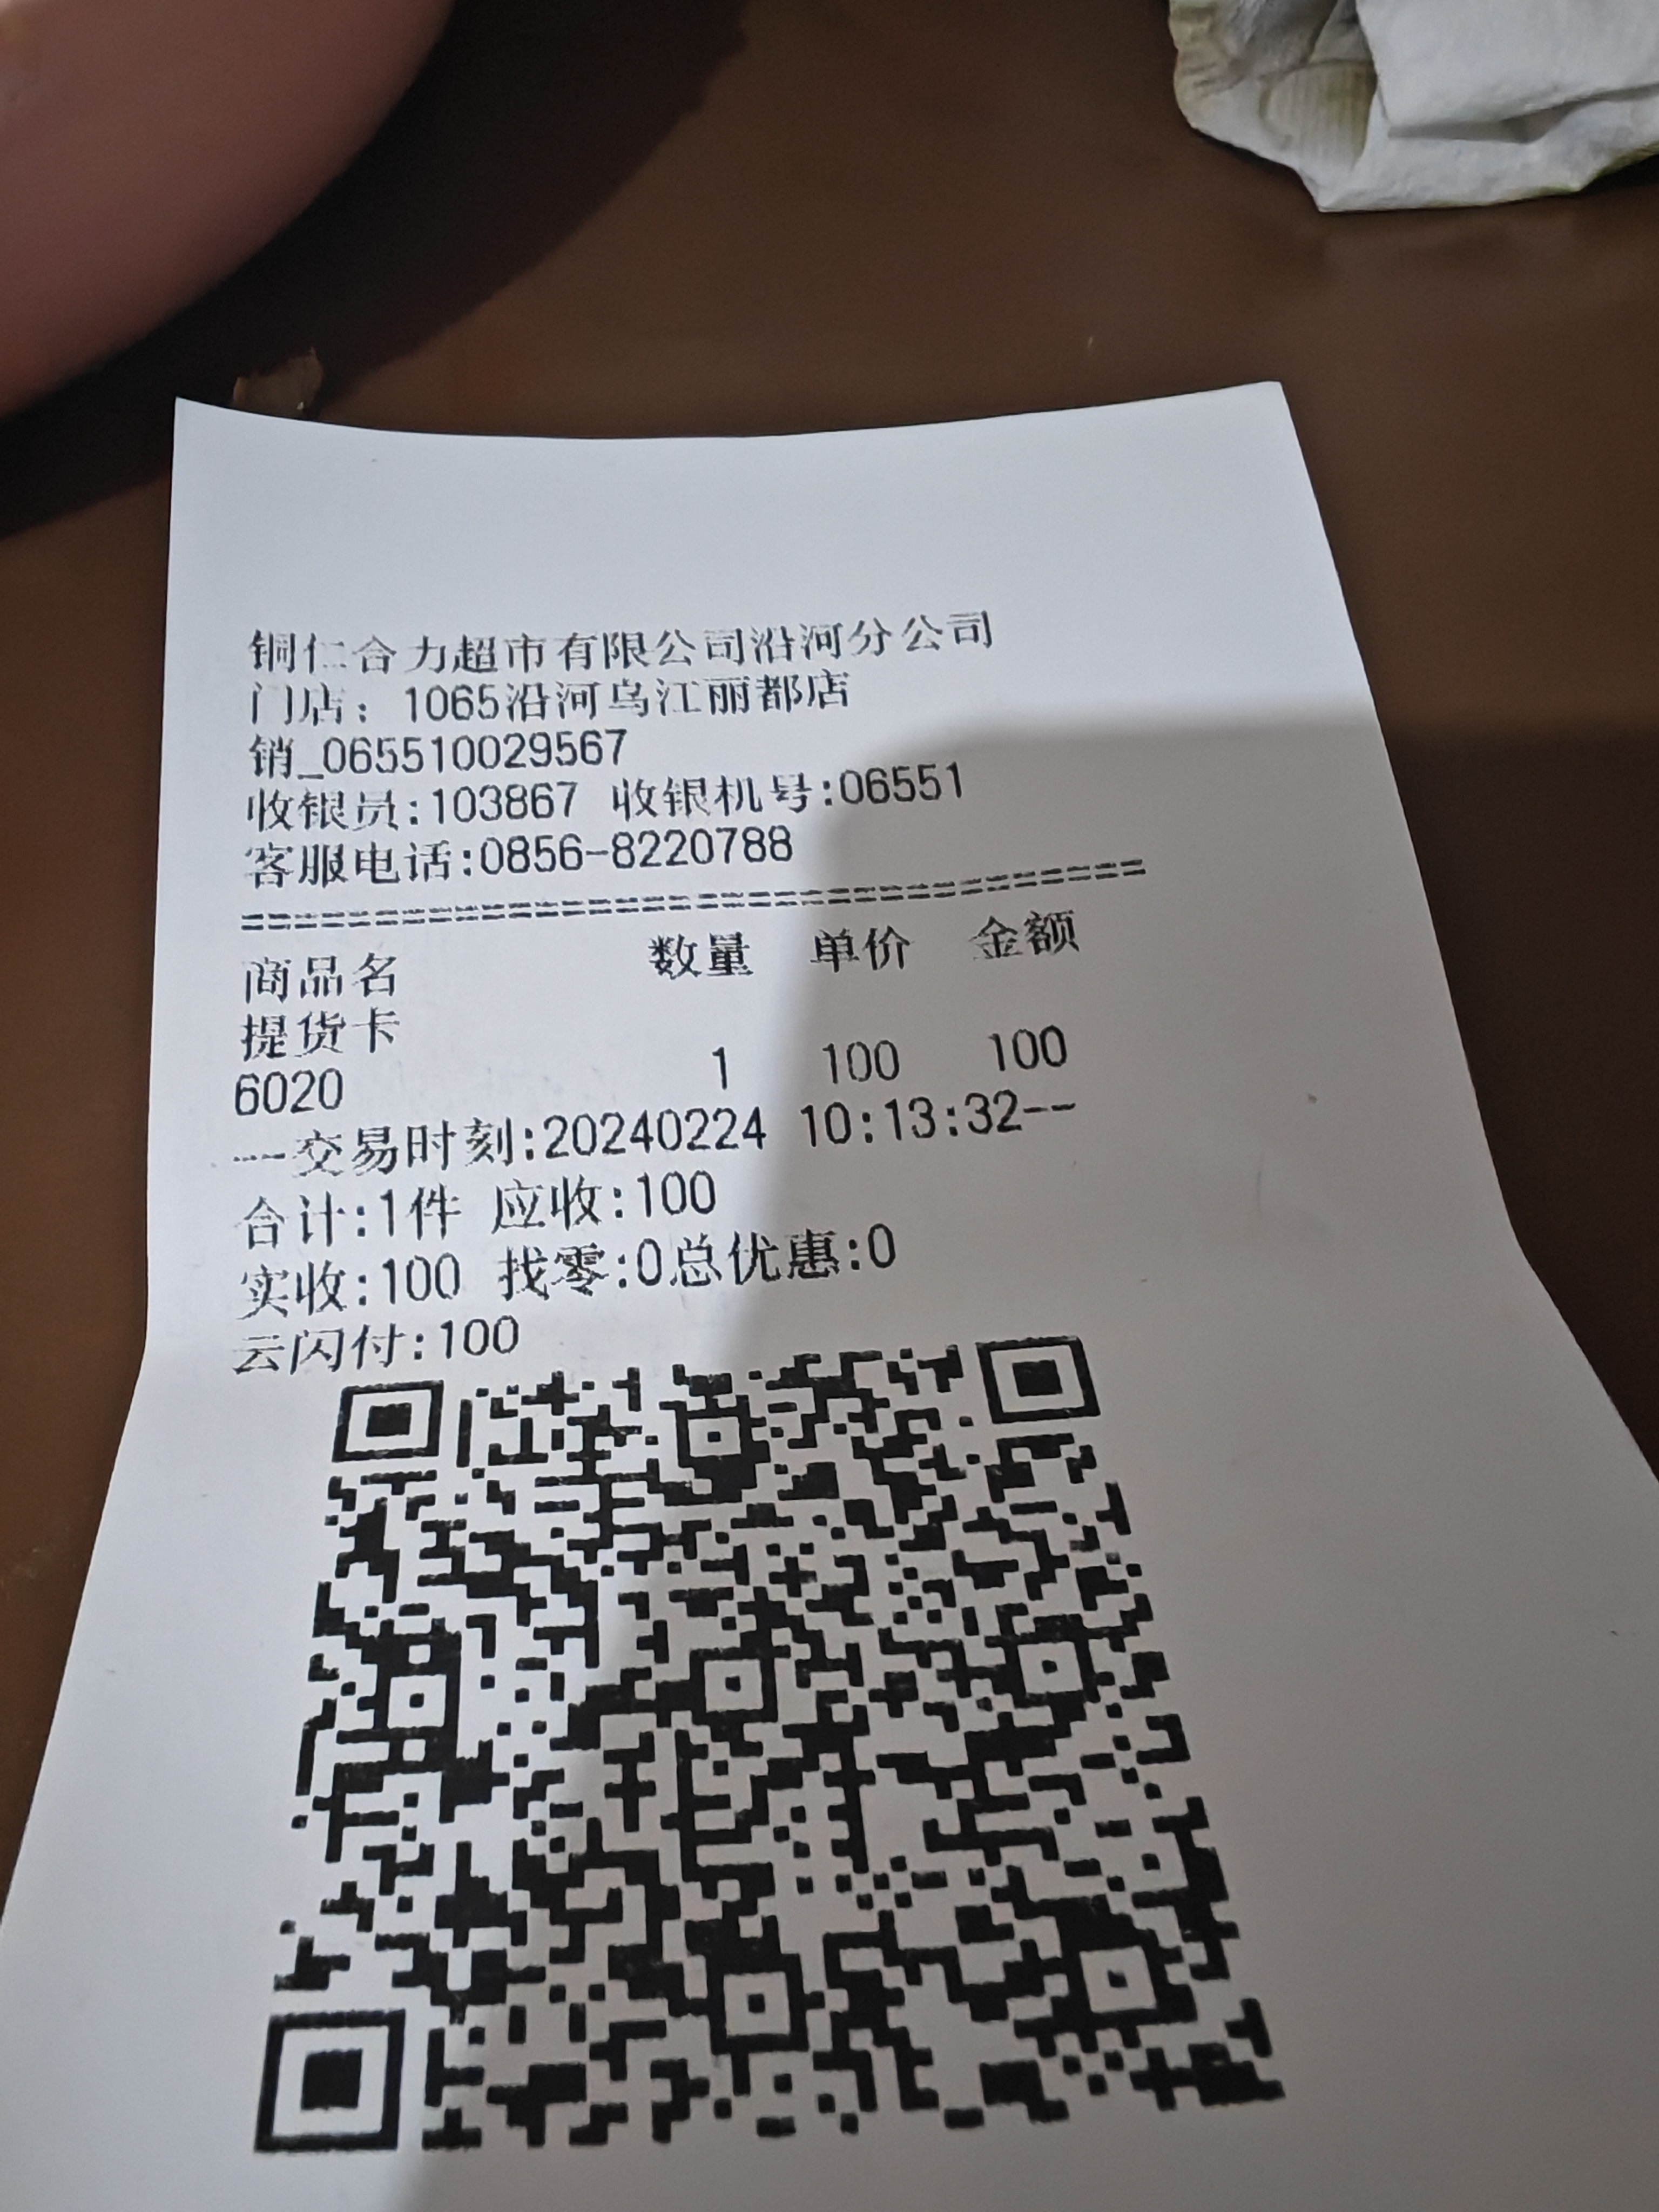 铜仁合力超市有限公司沿河分公司
门店：1065沿河乌江丽都店
销_065510029567
收银员:103867 收银机号:06551
客服电话:0856-8220788
===================================
商品名 数量 单价 金额
提货卡
6020 1 100 100
---交易时刻:20240224 10:13:32--
合计:1件 应收:100
实收:100 找零:0总优惠:0
云闪付:100